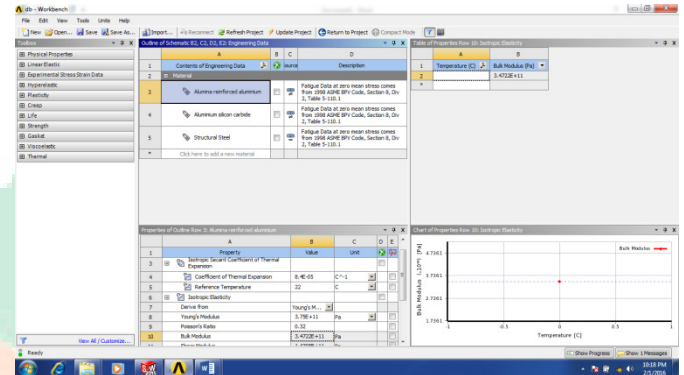 db - Workbench
File Edit View Tools Units Help
New Open... Save Save As... Import... Reconnect Refresh Project Update Project Return to Project Compact Mode
Toolbox
Physical Properties
Linear Elastic
Experimental Stress Strain Data
Hyperelastic
Plasticity
Creep
Life
Strength
Gasket
Viscoelastic
Thermal
View All / Customize...
Outline of Schematic B2, C2, D2, E2: Engineering Data
A B C D
1 Contents of Engineering Data Source Description
2 Material
3 Alumina reinforced aluminum Fatigue Data at zero mean stress comes
from 1998 ASME BPV Code, Section 8, Div
2, Table 5-110.1
4 Aluminum silicon carbide Fatigue Data at zero mean stress comes
from 1998 ASME BPV Code, Section 8, Div
2, Table 5-110.1
5 Structural Steel Fatigue Data at zero mean stress comes
from 1998 ASME BPV Code, Section 8, Div
2, Table 5-110.1
* Click here to add a new material
Table of Properties Row 10: Isotropic Elasticity
A B
1 Temperature (C) Bulk Modulus (Pa)
2 3.4722E+11
*
Properties of Outline Row 3: Alumina reinforced aluminum
A B C D E
1 Property Value Unit
3 Isotropic Secant Coefficient of Thermal
Expansion
4 Coefficient of Thermal Expansion 8.4E-05 C^-1
5 Reference Temperature 22 C
6 Isotropic Elasticity
7 Derive from Young's M...
8 Young's Modulus 3.75E+11 Pa
9 Poisson's Ratio 0.32
10 Bulk Modulus 3.4722E+11 Pa
Chart of Properties Row 10: Isotropic Elasticity
Bulk Modulus
4.7361
3.7361
2.7361
1.7361
-1 -0.5 0 0.5 1
Temperature [C]
Ready
Show Progress Show 1 Messages
10:18 PM
2/1/2016